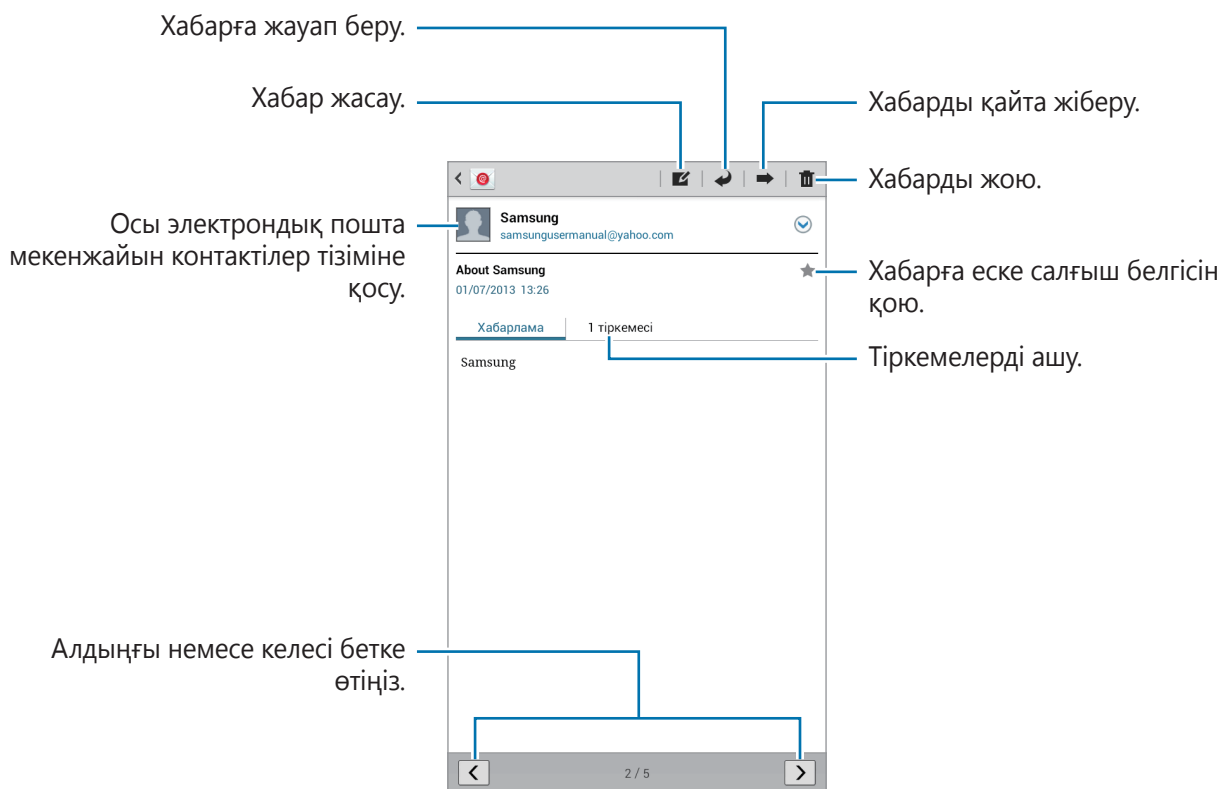 Хабарға жауап беру.
Хабар жасау.
Хабарды қайта жіберу.
Хабарды жою.
Осы электрондық пошта
мекенжайын контактілер тізіміне
қосу.
Samsung
samsungusermanual@yahoo.com
About Samsung
01/07/2013 13:26
Хабарға еске салғыш белгісін
қою.
Хабарлама
1 тіркемесі
Тіркемелерді ашу.
Samsung
Алдыңғы немесе келесі бетке
өтіңіз.
2 / 5